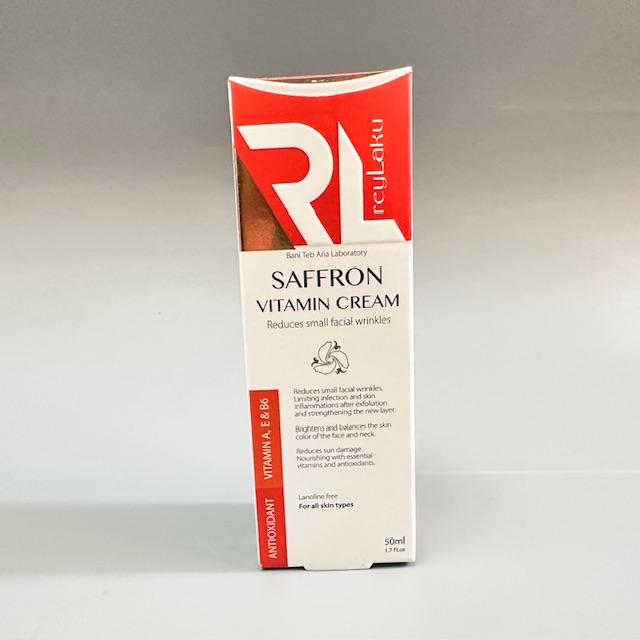 RL
reyLaku
Bani Teb Aria Laboratory
SAFFRON
VITAMIN CREAM
Reduces small facial wrinkles
Reduces small facial wrinkles.
Limiting infection and skin
inflammations after exfoliation
and strengthening the new layer.
Brightens and balances the skin
color of the face and neck.
Reduces sun damage.
Nourishing with essential
vitamins and antioxidants.
Lanoline free
For all skin types
ANTIOXIDANT
VITAMIN A, E & B6
50ml
1.7 FL.oz